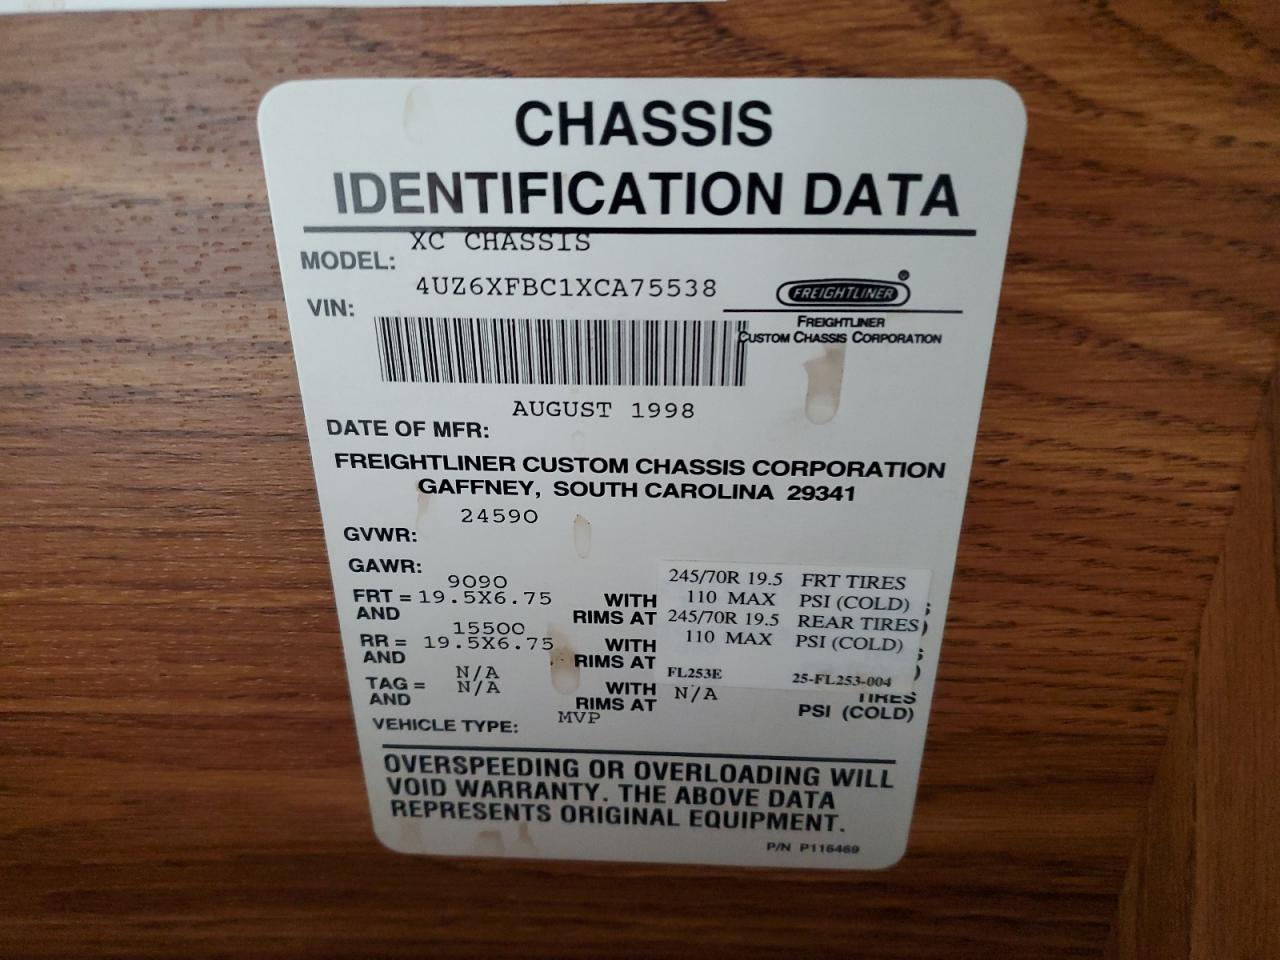 CHASSIS
IDENTIFICATION DATA
MODEL: XC CHASSIS
VIN: 4UZ6XFBC1XCA75538
FREIGHTLINER
FREIGHTLINER
CUSTOM CHASSIS CORPORATION
DATE OF MFR: AUGUST 1998
FREIGHTLINER CUSTOM CHASSIS CORPORATION
GAFFNEY, SOUTH CAROLINA 29341
GVWR: 24590
GAWR:
FRT = 9090 WITH 245/70R 19.5 FRT TIRES
AND 19.5X6.75 RIMS AT 110 MAX PSI (COLD)
RR = 15500 WITH 245/70R 19.5 REAR TIRES
AND 19.5X6.75 RIMS AT 110 MAX PSI (COLD)
FL253E 25-FL253-004
TAG = N/A WITH N/A TIRES
AND N/A RIMS AT PSI (COLD)
VEHICLE TYPE: MVP
OVERSPEEDING OR OVERLOADING WILL
VOID WARRANTY. THE ABOVE DATA
REPRESENTS ORIGINAL EQUIPMENT.
P/N P116469